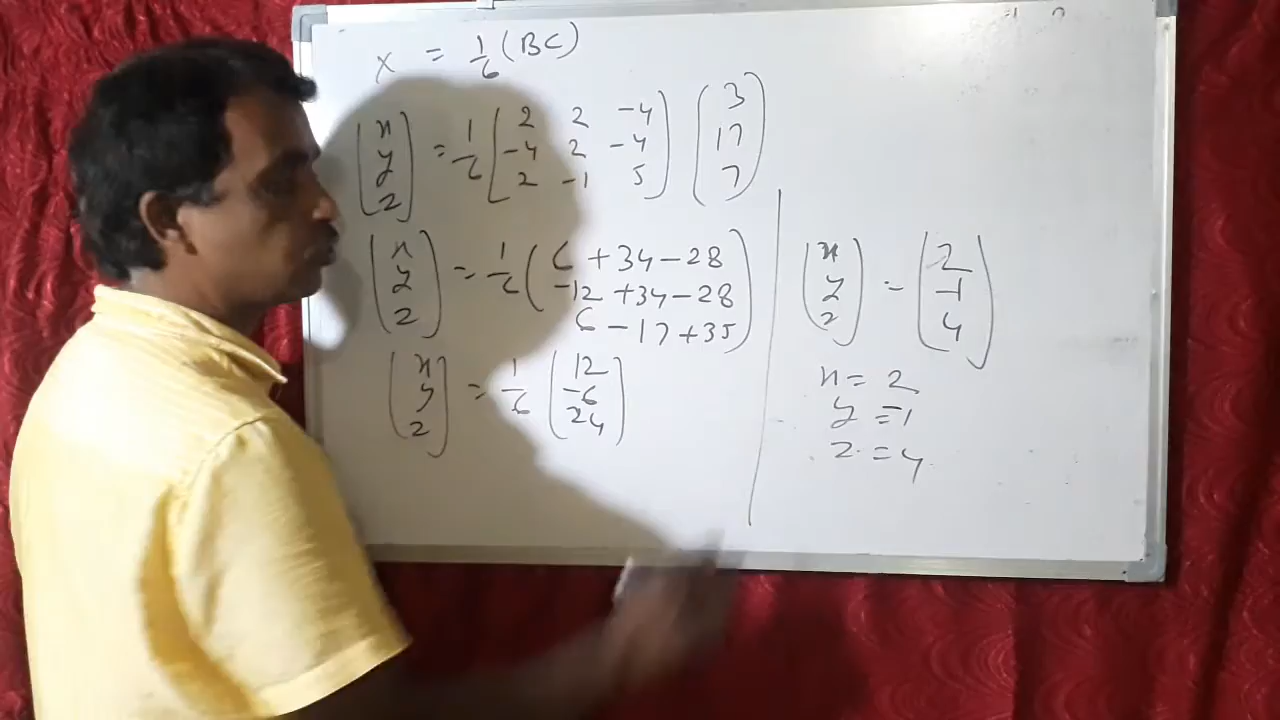 x = 1/6 (BC)
(x y z) = 1/6 [2 2 -4
-4 2 -4
2 -1 5] (3 17 7)
(x y z) = 1/6 (6 +34-28
-12 +34-28
6 -17 +35)
(x y z) = 1/6 (12 -6 24)
(x y z) = (2 -1 4)
x = 2
y = -1
z = 4